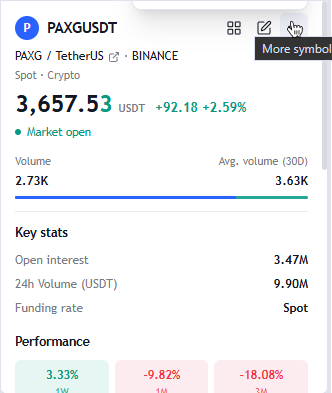 P PAXGUSDT
PAXG / TetherUS · BINANCE
More symbol
Spot · Crypto
3,657.53 USDT +92.18 +2.59%
Market open
Volume Avg. volume (30D)
2.73K 3.63K
Key stats
Open interest 3.47M
24h Volume (USDT) 9.90M
Funding rate Spot
Performance
3.33% -9.82% -18.08%
1W 1M 3M